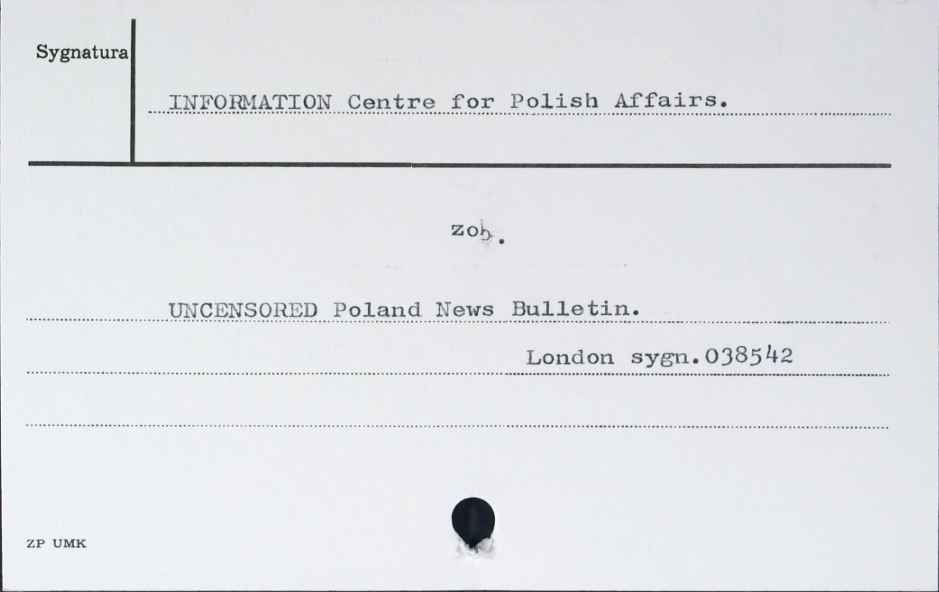 Sygnatura
INFORMATION Centre for Polish Affairs.
zob.
UNCENSORED Poland News Bulletin.
London sygn.038542
ZP UMK